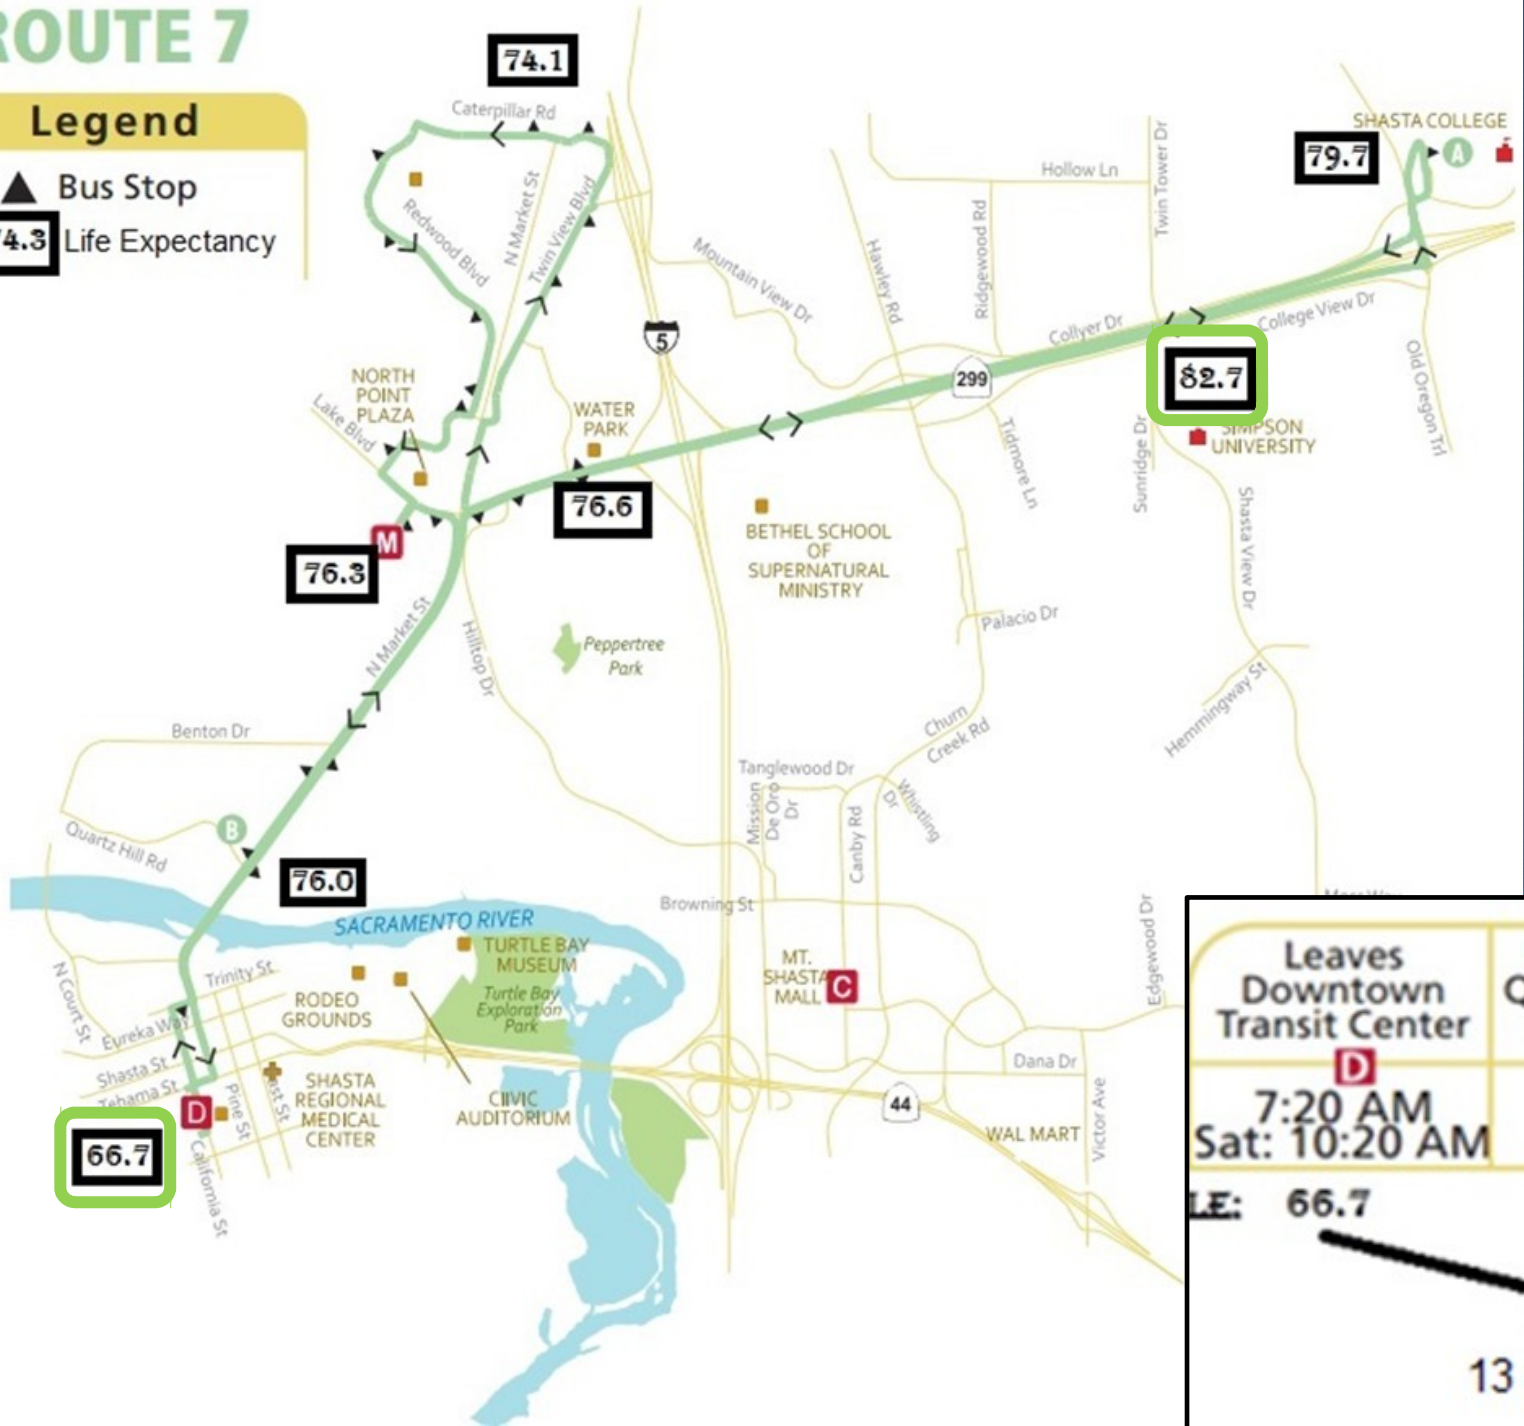 ROUTE 7
Legend
Bus Stop
74.3 Life Expectancy
74.1
Caterpillar Rd
SHASTA COLLEGE
79.7
A
Hollow Ln
Twin Tower Dr
Redwood Blvd
N Market St
Twin View Blvd
Mountain View Dr
Hawley Rd
Ridgewood Rd
Collyer Dr
College View Dr
Old Oregon Trl
5
299
82.7
SIMPSON
UNIVERSITY
NORTH
POINT
PLAZA
Lake Blvd
WATER
PARK
Tidmore Ln
Sunridge Dr
Shasta View Dr
76.6
BETHEL SCHOOL
OF
SUPERNATURAL
MINISTRY
M
76.3
N Market St
Hilltop Dr
Peppertree
Park
Palacio Dr
Hemmingway St
Churn
Creek Rd
Benton Dr
Tanglewood Dr
Mission
De Oro
Dr
Canby Rd
Whistling
Dr
Quartz Hill Rd
B
76.0
Browning St
Edgewood Dr
SACRAMENTO RIVER
TURTLE BAY
MUSEUM
Turtle Bay
Exploration
Park
MT.
SHASTA
MALL
C
N Court St
Trinity St
RODEO
GROUNDS
Eureka Way
Shasta St
Tehama St
Pine St
East St
SHASTA
REGIONAL
MEDICAL
CENTER
CIIVIC
AUDITORIUM
Dana Dr
44
WAL MART
Victor Ave
D
66.7
California St
Leaves
Downtown
Transit Center
D
7:20 AM
Sat: 10:20 AM
LE: 66.7
13